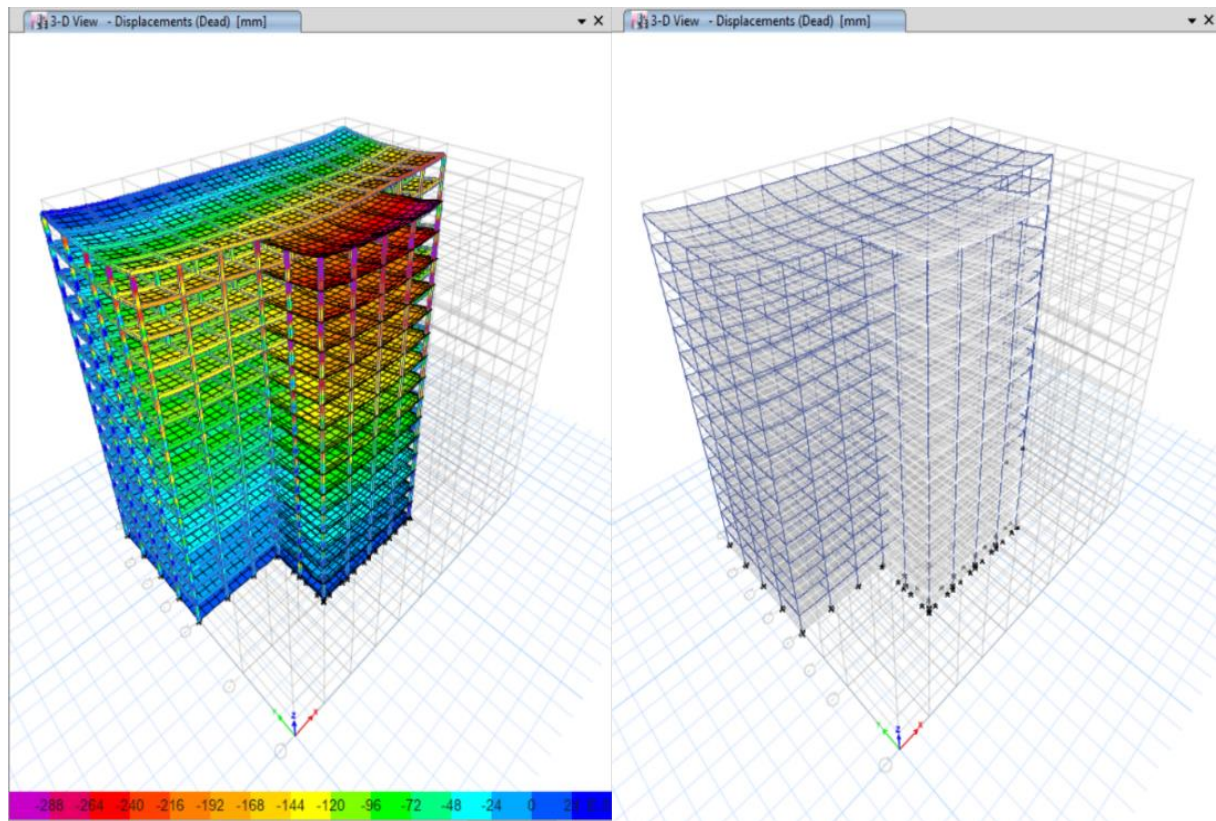 3-D View - Displacements (Dead) [mm]
3-D View - Displacements (Dead) [mm]
Z
X
Z
X
-288 -264 -240 -216 -192 -168 -144 -120 -96 -72 -48 -24 0